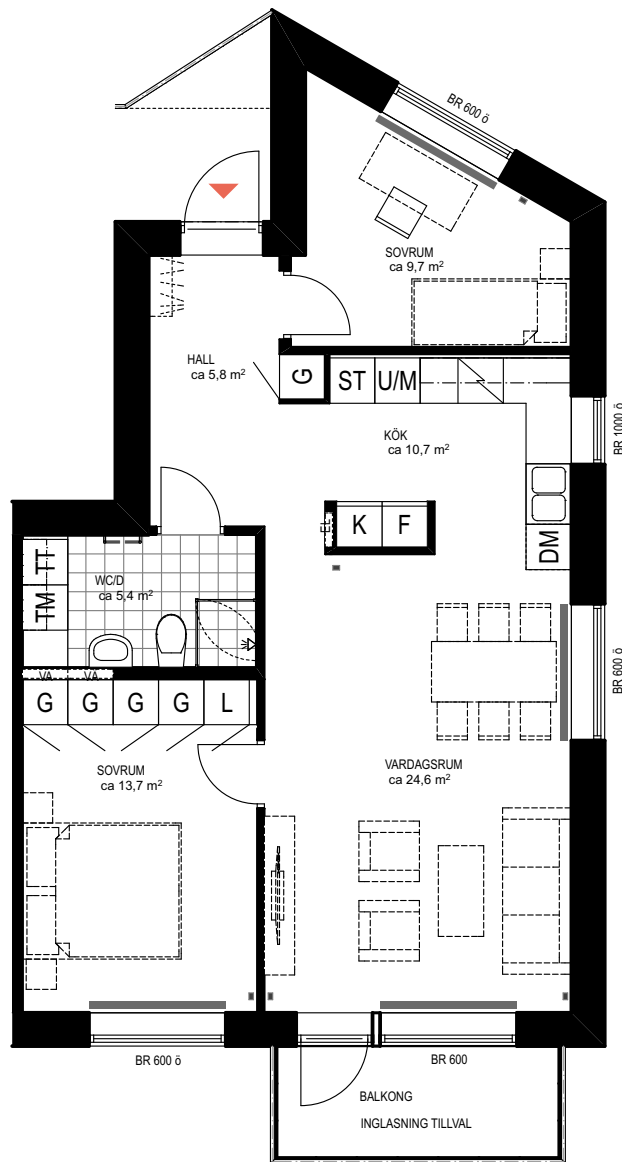 BR 600 ö
SOVRUM
ca 9,7 m²
HALL
ca 5,8 m²
G
ST
U/M
KÖK
ca 10,7 m²
BR 1000 ö
EL
K
F
DM
TT
TM
WC/D
ca 5,4 m²
VA
VA
G
G
G
G
L
BR 600 ö
SOVRUM
ca 13,7 m²
VARDAGSRUM
ca 24,6 m²
BR 600 ö
BR 600
BALKONG
INGLASNING TILLVAL